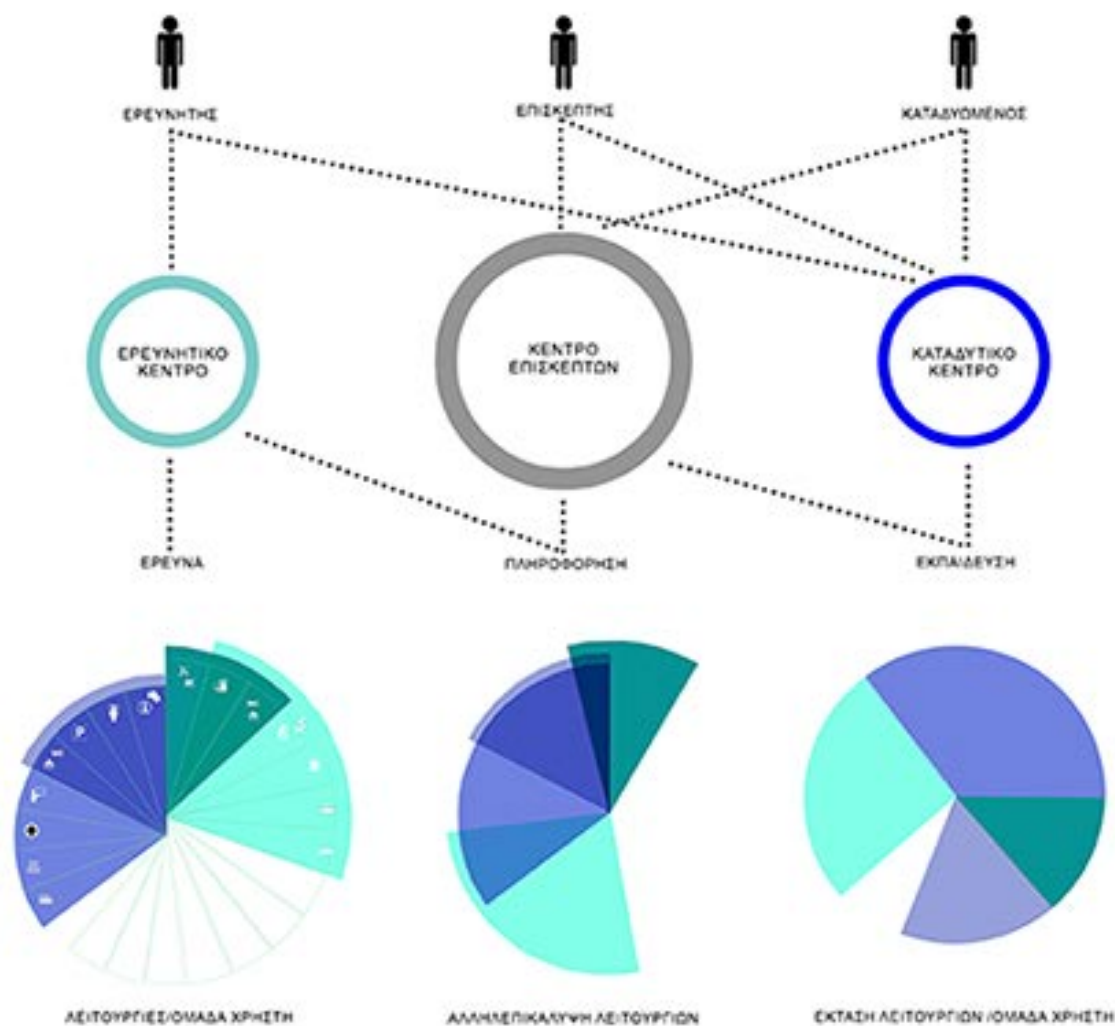 ΕΡΕΥΝΗΤΗΣ
ΕΠΙΣΚΕΠΤΗΣ
ΚΑΤΑΔΥΟΜΕΝΟΣ
ΕΡΕΥΝΗΤΙΚΟ
ΚΕΝΤΡΟ
ΚΕΝΤΡΟ
ΕΠΙΣΚΕΠΤΩΝ
ΚΑΤΑΔΥΤΙΚΟ
ΚΕΝΤΡΟ
ΕΡΕΥΝΑ
ΠΛΗΡΟΦΟΡΗΣΗ
ΕΚΠΑΙΔΕΥΣΗ
ΛΕΙΤΟΥΡΓΙΕΣ/ΟΜΑΔΑ ΧΡΗΣΤΗ
ΑΛΛΗΛΕΠΙΚΑΛΥΨΗ ΛΕΙΤΟΥΡΓΙΩΝ
ΕΚΤΑΣΗ ΛΕΙΤΟΥΡΓΙΩΝ /ΟΜΑΔΑ ΧΡΗΣΤΗ